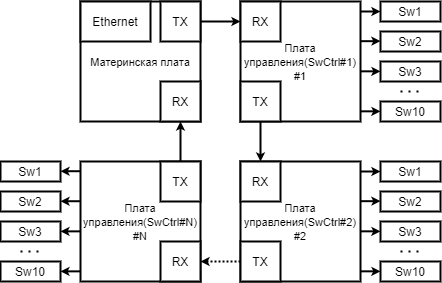 Ethernet
TX
Материнская плата
RX
RX
Плата
управления(SwCtrl#1)
#1
TX
Sw1
Sw2
Sw3
...
Sw10
Sw1
Sw2
Sw3
...
Sw10
TX
Плата
управления(SwCtrl#N)
#N
RX
RX
Плата
управления(SwCtrl#2)
#2
TX
Sw1
Sw2
Sw3
...
Sw10